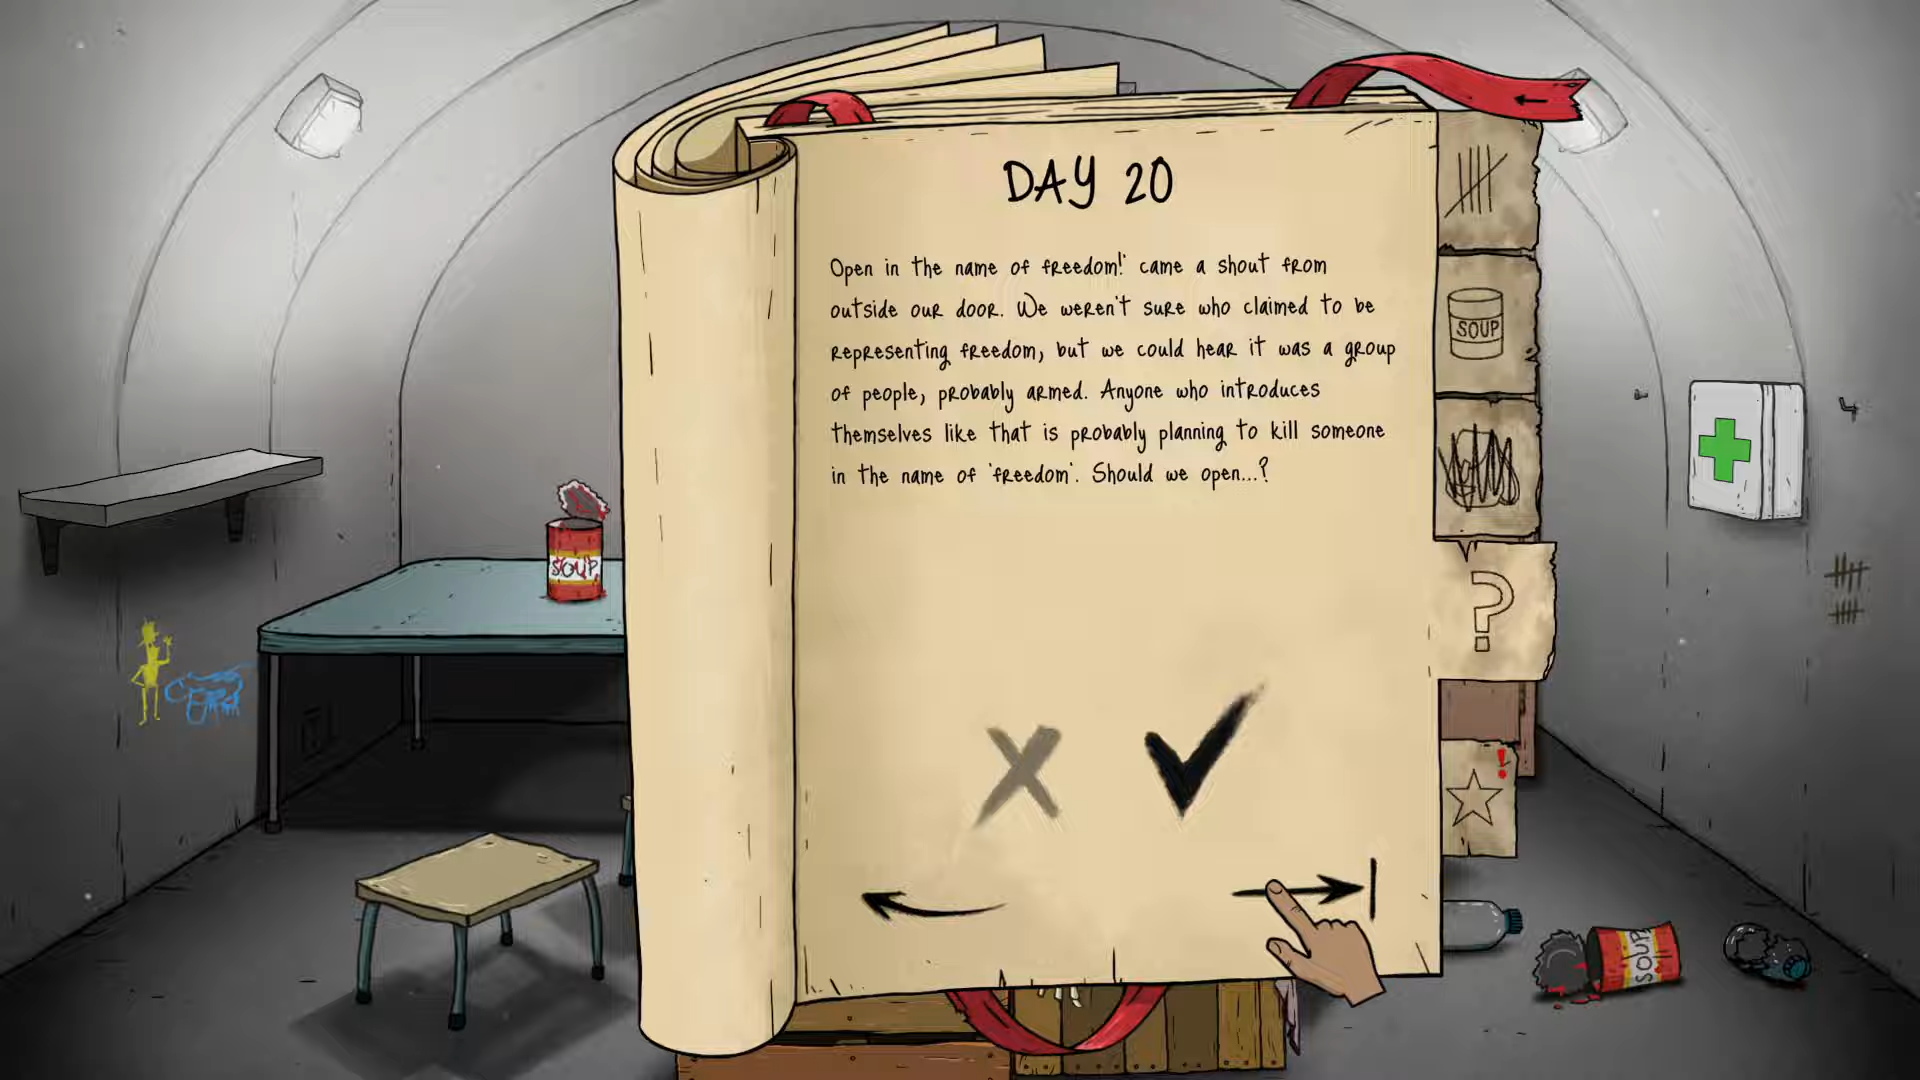 DAY 20
Open in the name of freedom!' came a shout from
outside our door. We weren't sure who claimed to be
representing freedom, but we could hear it was a group
of people, probably armed. Anyone who introduces
themselves like that is probably planning to kill someone
in the name of 'freedom'. Should we open...?
SOUP
?
!
SOUP
SOUP